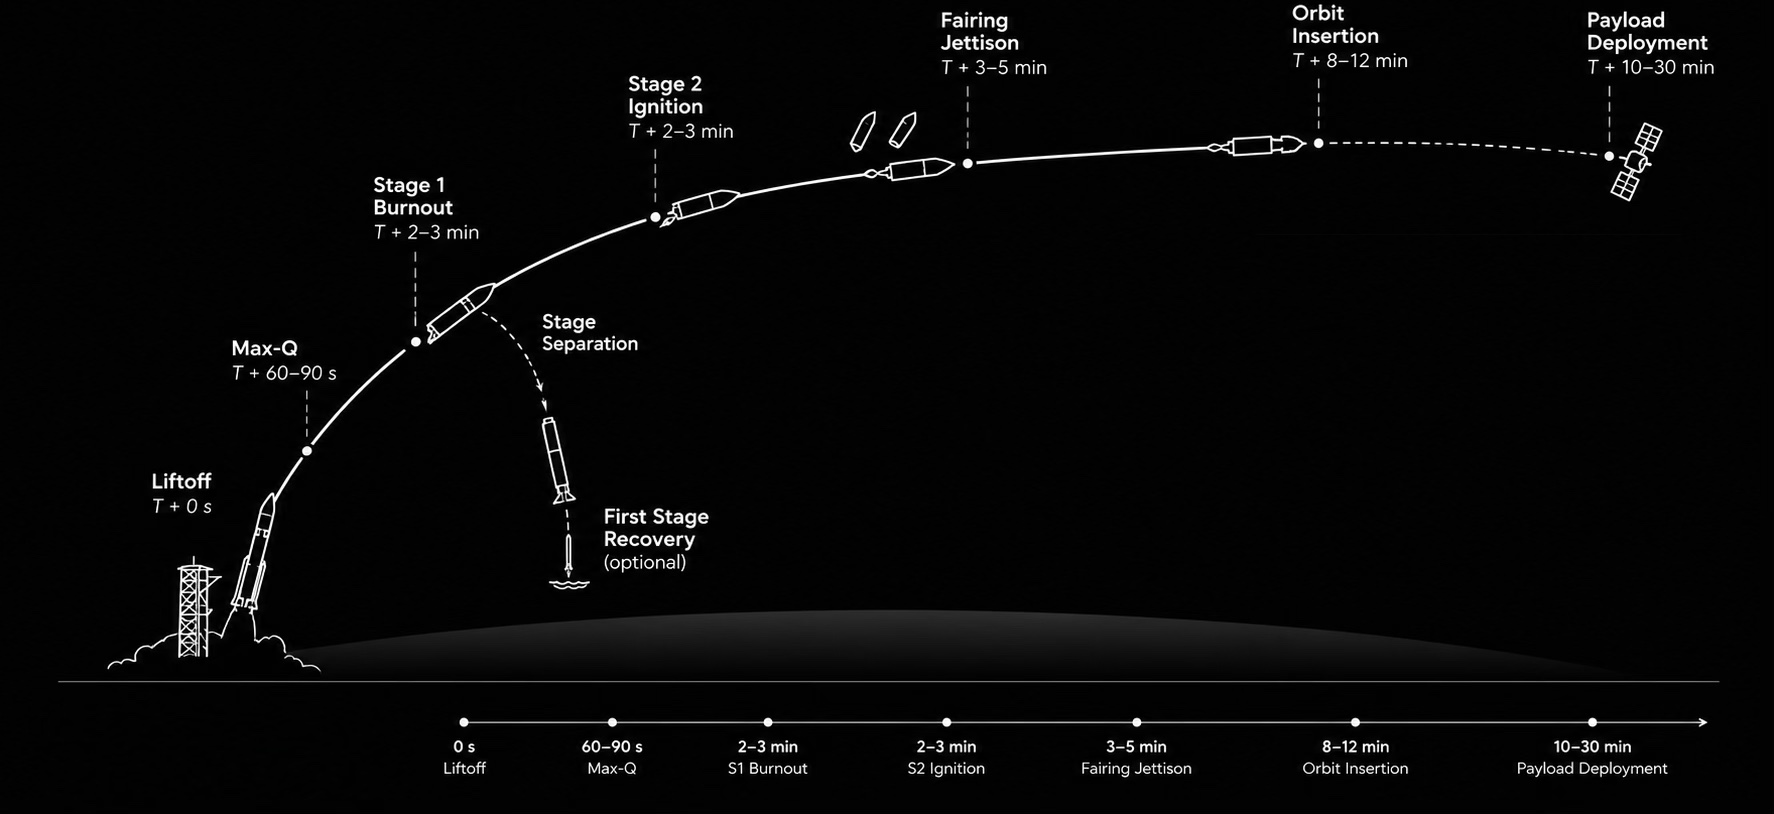 Liftoff
T + 0 s
Max-Q
T + 60–90 s
Stage 1
Burnout
T + 2–3 min
Stage 2
Ignition
T + 2–3 min
Fairing
Jettison
T + 3–5 min
Orbit
Insertion
T + 8–12 min
Payload
Deployment
T + 10–30 min
Stage
Separation
First Stage
Recovery
(optional)
0 s
Liftoff
60–90 s
Max-Q
2–3 min
S1 Burnout
2–3 min
S2 Ignition
3–5 min
Fairing Jettison
8–12 min
Orbit Insertion
10–30 min
Payload Deployment